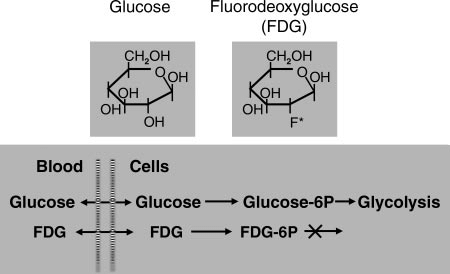 Glucose
Fluorodeoxyglucose
(FDG)
CH2OH
O
OH
OH
OH
OH
CH2OH
O
OH
OH
OH
F*
Blood Cells
Glucose Glucose Glucose-6P Glycolysis
FDG FDG FDG-6P